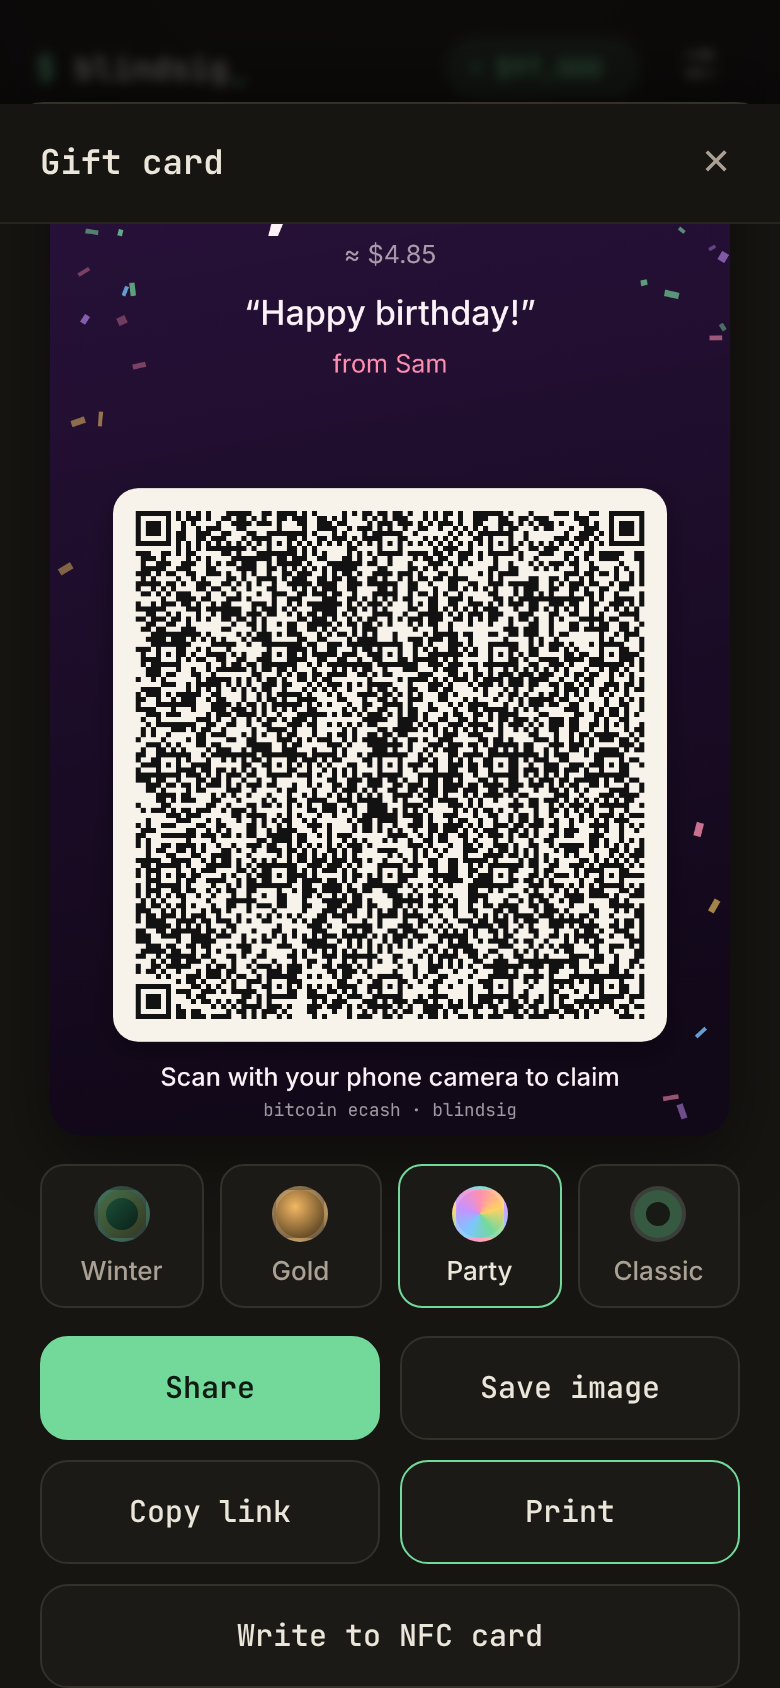 blindsig_
Gift card
≈ $4.85
“Happy birthday!”
from Sam
Scan with your phone camera to claim
bitcoin ecash · blindsig
Winter
Gold
Party
Classic
Share
Save image
Copy link
Print
Write to NFC card